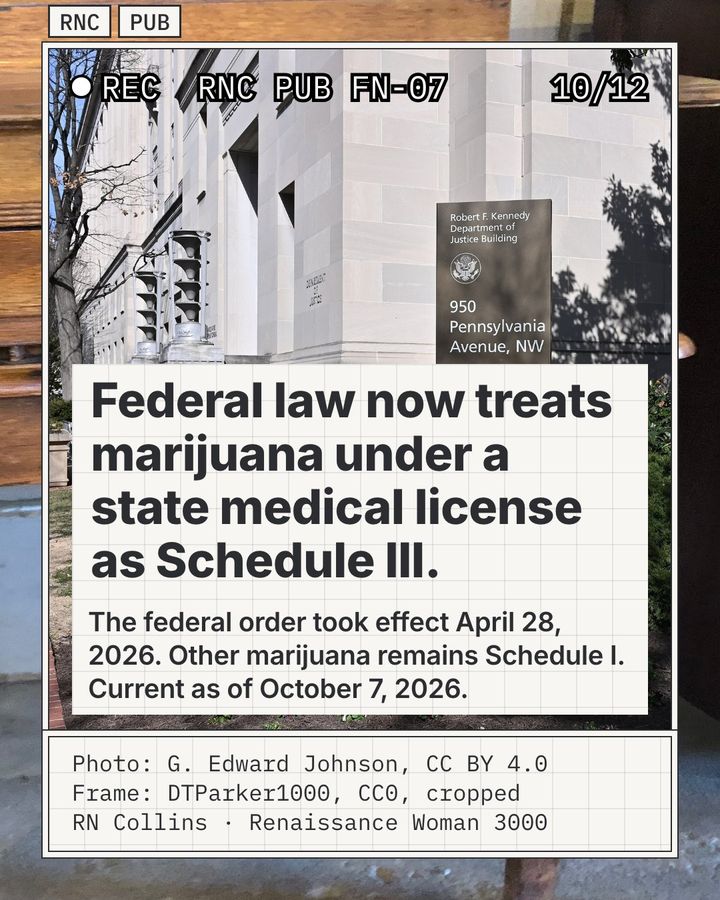 RNC PUB
REC RNC PUB FN-07 10/12
Robert F. Kennedy
Department of
Justice Building
950
Pennsylvania
Avenue, NW
DEPARTMENT
OF
JUSTICE
Federal law now treats
marijuana under a
state medical license
as Schedule III.
The federal order took effect April 28,
2026. Other marijuana remains Schedule I.
Current as of October 7, 2026.
Photo: G. Edward Johnson, CC BY 4.0
Frame: DTParker1000, CC0, cropped
RN Collins · Renaissance Woman 3000